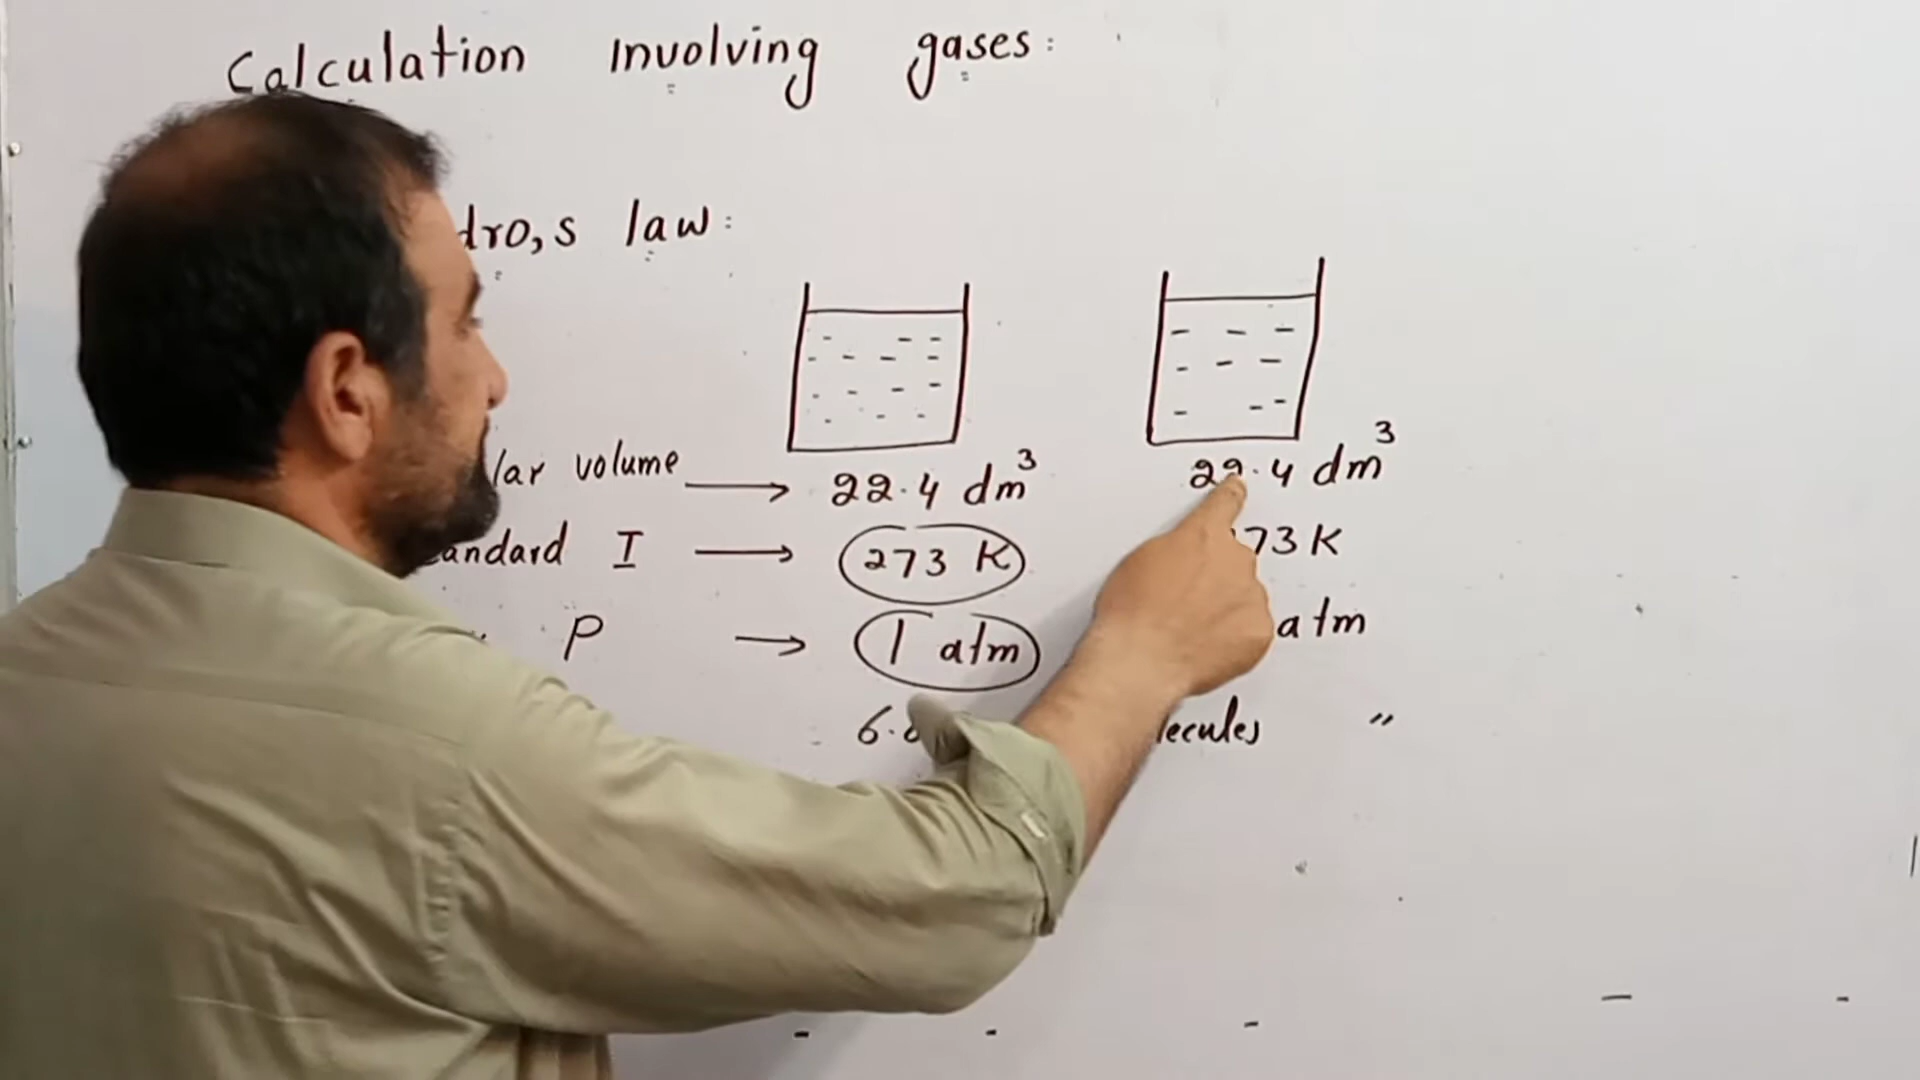 Calculation involving gases:
dro,s law:
lar volume → 22.4 dm³ 22.4 dm³
andard T → 273 K 73 K
" P → 1 atm atm
lecules "